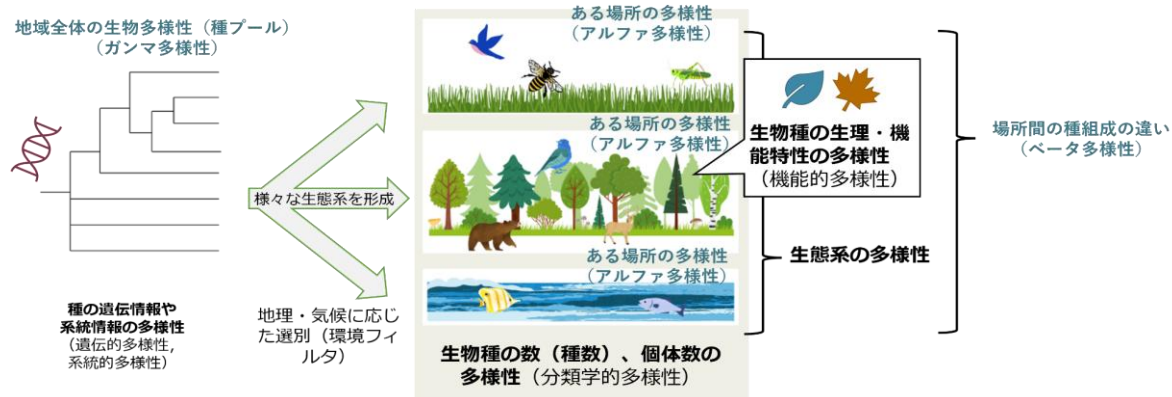 地域全体の生物多様性（種プール）
（ガンマ多様性）
種の遺伝情報や
系統情報の多様性
（遺伝的多様性,
系統的多様性）
様々な生態系を形成
地理・気候に応じ
た選別（環境フィ
ルタ）
ある場所の多様性
（アルファ多様性）
ある場所の多様性
（アルファ多様性）
ある場所の多様性
（アルファ多様性）
生物種の数（種数）、個体数の
多様性（分類学的多様性）
生物種の生理・機
能特性の多様性
（機能的多様性）
生態系の多様性
場所間の種組成の違い
（ベータ多様性）